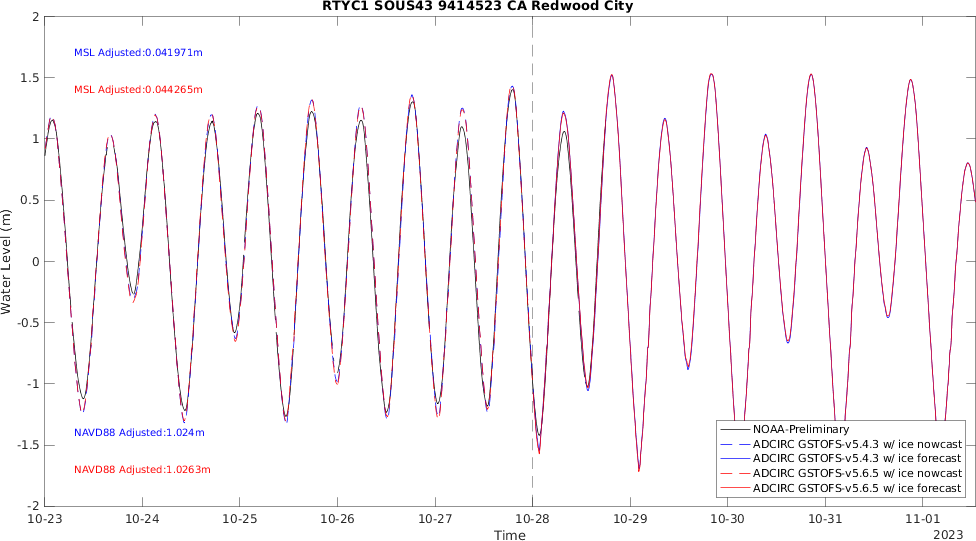 RTYC1 SOUS43 9414523 CA Redwood City
2
1.5
1
0.5
0
-0.5
-1
-1.5
-2
Water Level (m)
MSL Adjusted:0.041971m
MSL Adjusted:0.044265m
NAVD88 Adjusted:1.024m
NAVD88 Adjusted:1.0263m
NOAA-Preliminary
ADCIRC GSTOFS-v5.4.3 w/ ice nowcast
ADCIRC GSTOFS-v5.4.3 w/ ice forecast
ADCIRC GSTOFS-v5.6.5 w/ ice nowcast
ADCIRC GSTOFS-v5.6.5 w/ ice forecast
10-23 10-24 10-25 10-26 10-27 10-28 10-29 10-30 10-31 11-01
Time
2023